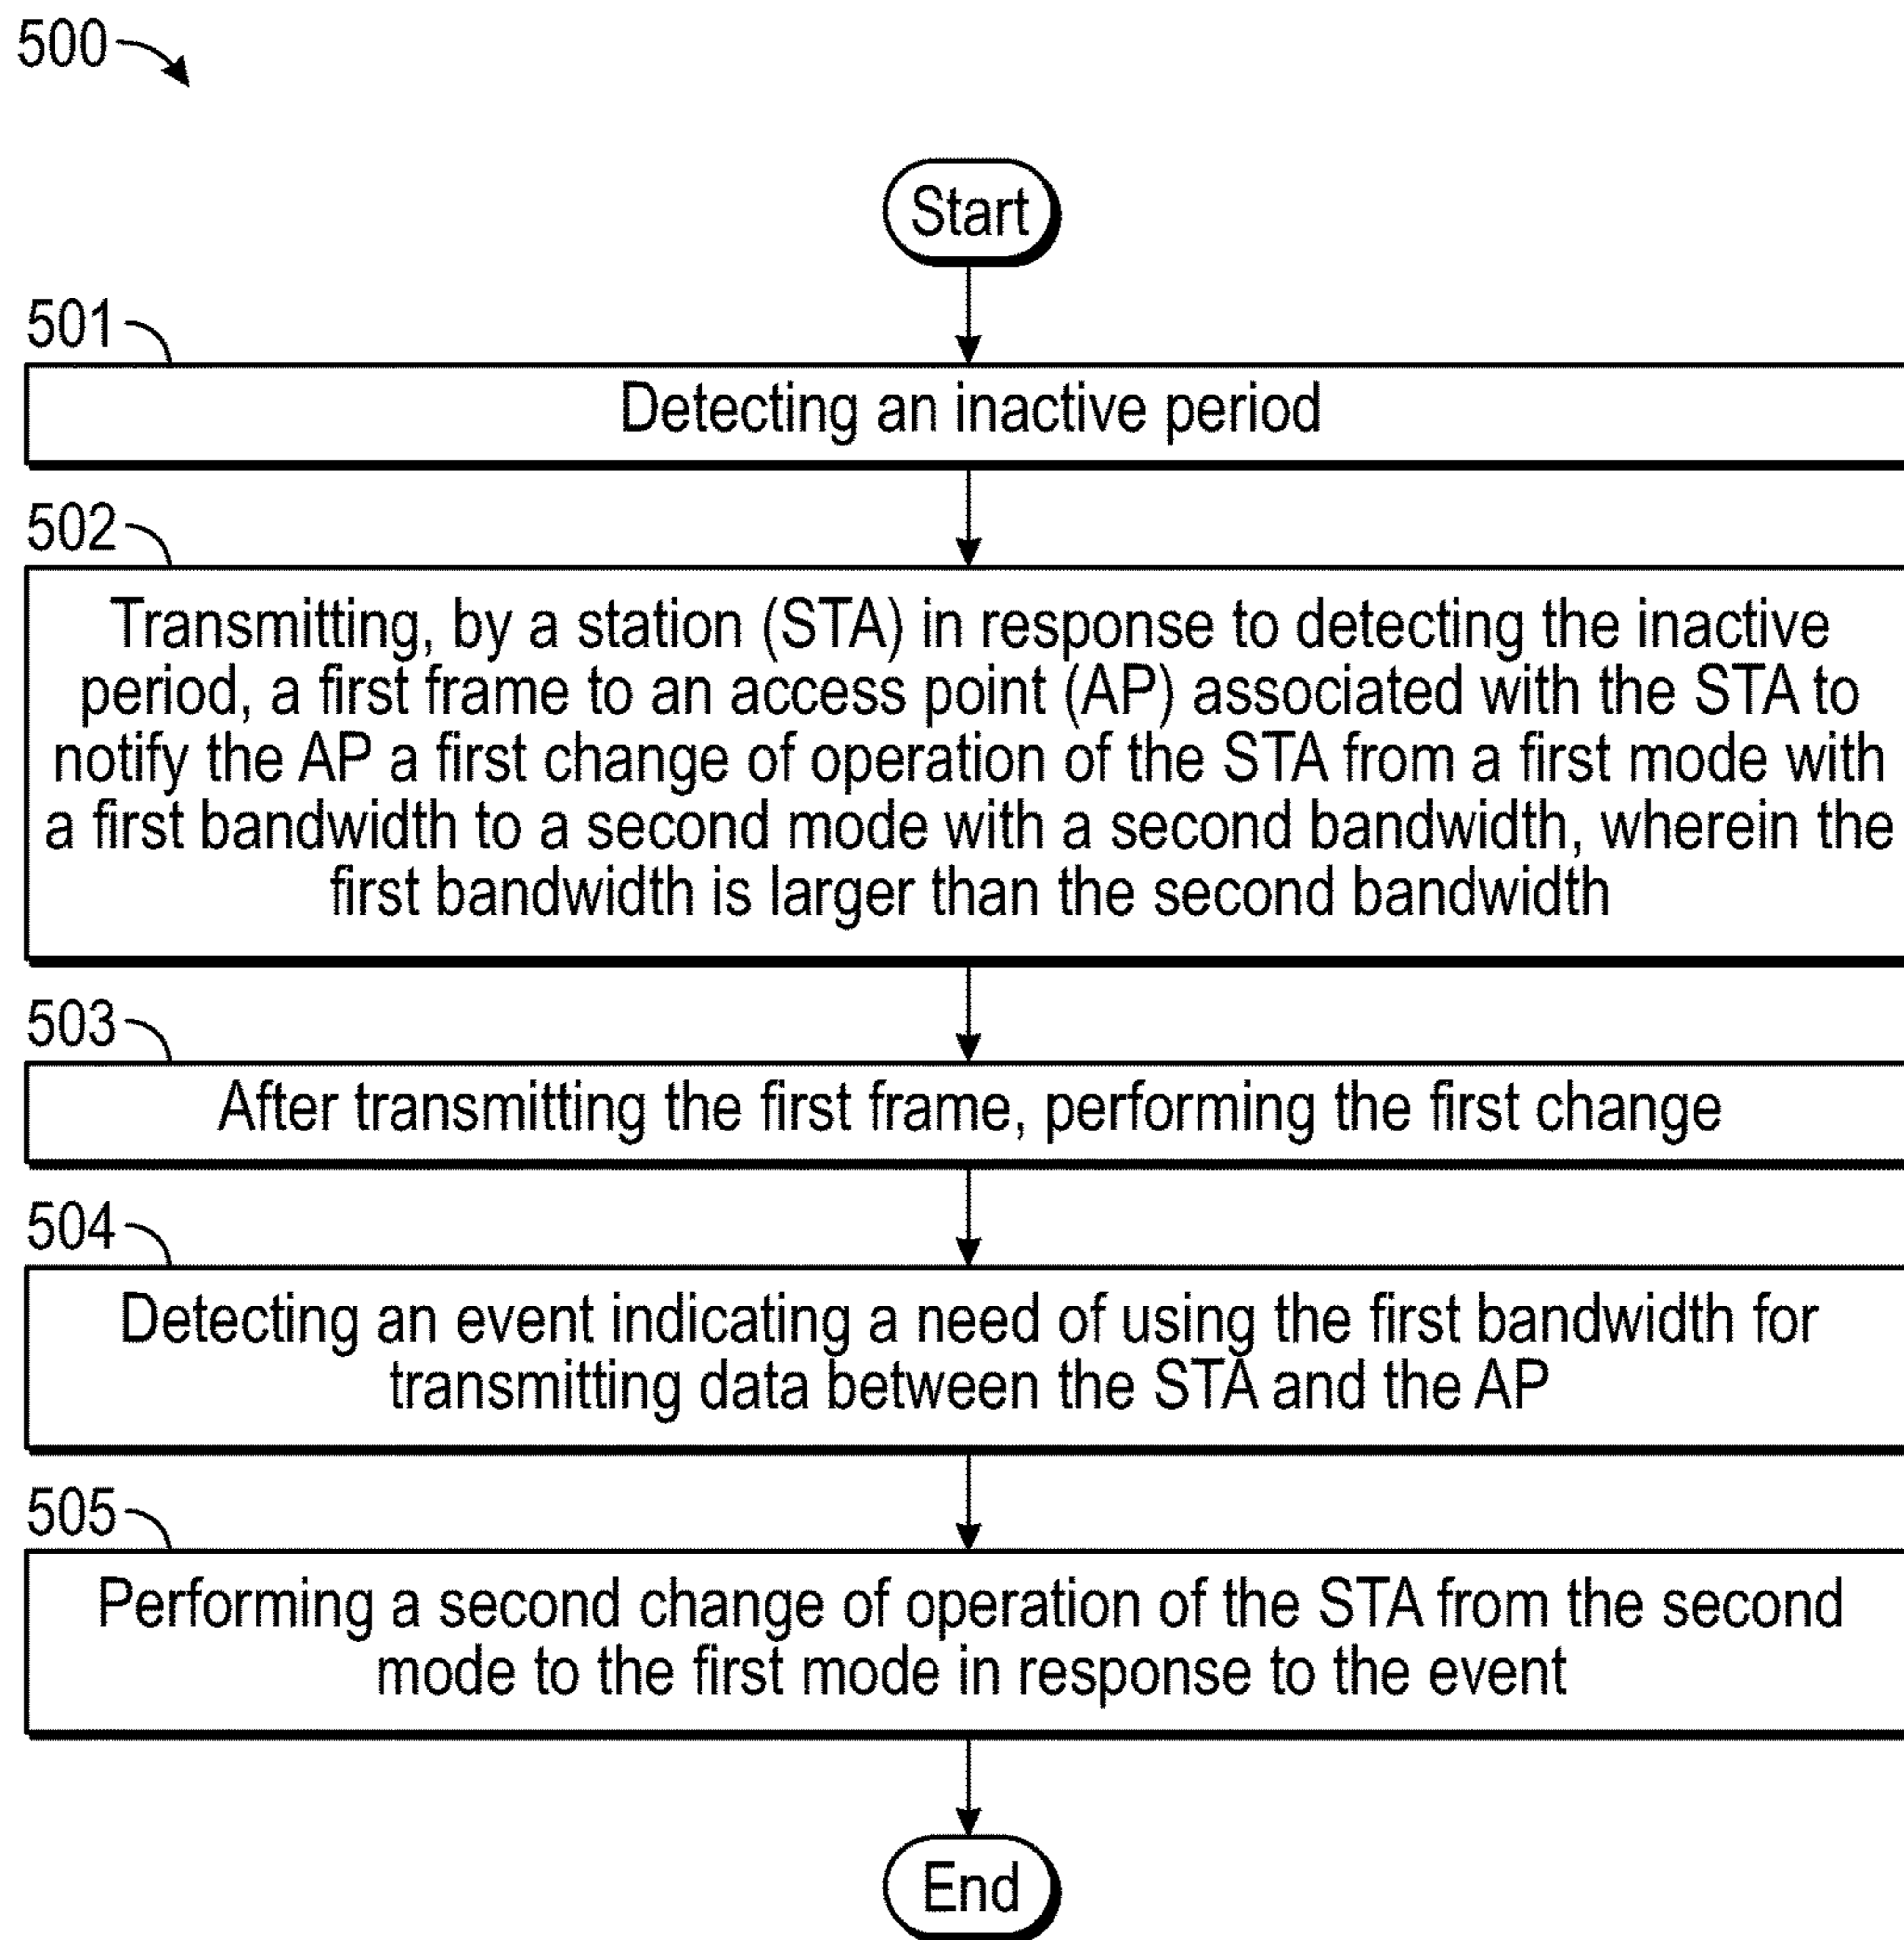 500
Start
501
Detecting an inactive period
502
Transmitting, by a station (STA) in response to detecting the inactive
period, a first frame to an access point (AP) associated with the STA to
notify the AP a first change of operation of the STA from a first mode with
a first bandwidth to a second mode with a second bandwidth, wherein the
first bandwidth is larger than the second bandwidth
503
After transmitting the first frame, performing the first change
504
Detecting an event indicating a need of using the first bandwidth for
transmitting data between the STA and the AP
505
Performing a second change of operation of the STA from the second
mode to the first mode in response to the event
End